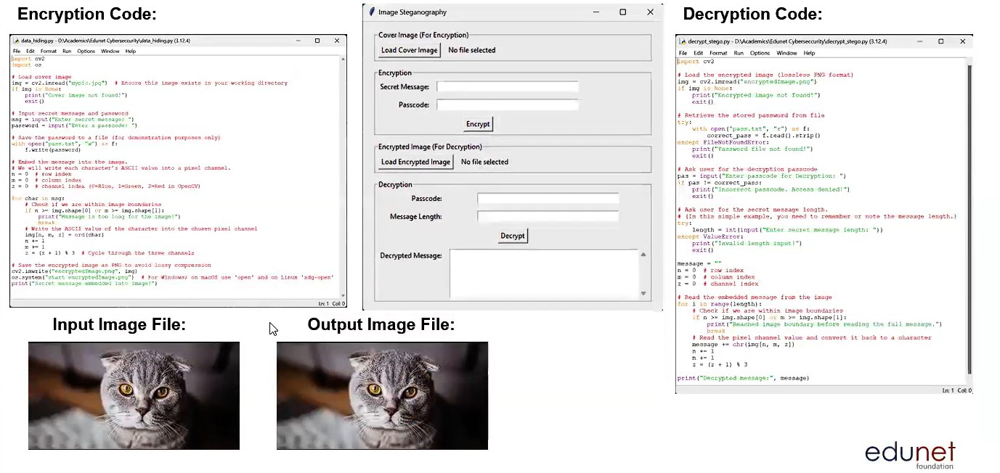 Encryption Code:
data_hiding.py - D:\Academics\Edunet Cybersecurity\data_hiding.py (3.12.4)
File Edit Format Run Options Window Help
import cv2
import os
# Load cover image
img = cv2.imread("mypic.jpg")  # Ensure this image exists in your working directory
if img is None:
    print("Cover image not found!")
    exit()
# Input secret message and password
msg = input("Enter secret message: ")
password = input("Enter a passcode: ")
# Save the password to a file (for demonstration purposes only)
with open("pass.txt", "w") as f:
    f.write(password)
# Embed the message into the image.
# We will write each character's ASCII value into a pixel channel.
n = 0  # row index
m = 0  # column index
z = 0  # channel index (0=Blue, 1=Green, 2=Red in OpenCV)
for char in msg:
    # Check if we are within image boundaries
    if n >= img.shape[0] or m >= img.shape[1]:
        print("Message is too long for the image!")
        break
    # Write the ASCII value of the character into the chosen pixel channel
    img[n, m, z] = ord(char)
    n += 1
    m += 1
    z = (z + 1) % 3  # Cycle through the three channels
# Save the encrypted image as PNG to avoid lossy compression
cv2.imwrite("encryptedImage.png", img)
os.system("start encryptedImage.png")  # For Windows; on macOS use 'open' and on Linux 'xdg-open'
print("Secret message embedded into image!")
Ln: 1 Col: 0
Image Steganography
Cover Image (For Encryption)
Load Cover Image No file selected
Encryption
Secret Message:
Passcode:
Encrypt
Encrypted Image (For Decryption)
Load Encrypted Image No file selected
Decryption
Passcode:
Message Length:
Decrypt
Decrypted Message:
Decryption Code:
decrypt_stego.py - D:\Academics\Edunet Cybersecurity\decrypt_stego.py (3.12.4)
File Edit Format Run Options Window Help
import cv2
# Load the encrypted image (lossless PNG format)
img = cv2.imread("encryptedImage.png")
if img is None:
    print("Encrypted image not found!")
    exit()
# Retrieve the stored password from file
try:
    with open("pass.txt", "r") as f:
        correct_pass = f.read().strip()
except FileNotFoundError:
    print("Password file not found!")
    exit()
# Ask user for the decryption passcode
pas = input("Enter passcode for Decryption: ")
if pas != correct_pass:
    print("Incorrect passcode. Access denied!")
    exit()
# Ask user for the secret message length.
# (In this simple example, you need to remember or note the message length.)
try:
    length = int(input("Enter secret message length: "))
except ValueError:
    print("Invalid length input!")
    exit()
message = ""
n = 0  # row index
m = 0  # column index
z = 0  # channel index
# Read the embedded message from the image
for i in range(length):
    # Check if we are within image boundaries
    if n >= img.shape[0] or m >= img.shape[1]:
        print("Reached image boundary before reading the full message.")
        break
    # Read the pixel channel value and convert it back to a character
    message += chr(img[n, m, z])
    n += 1
    m += 1
    z = (z + 1) % 3
print("Decrypted message:", message)
Ln: 1 Col: 0
Input Image File:
Output Image File:
edunet
foundation